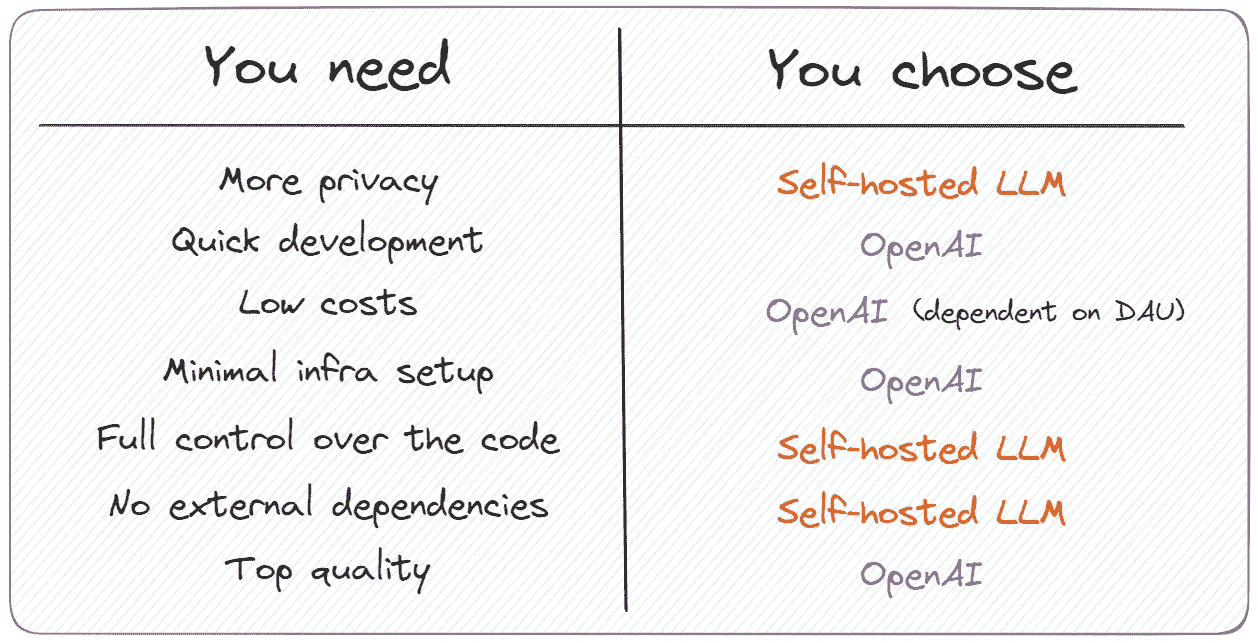 You need You choose
More privacy Self-hosted LLM
Quick development OpenAI
Low costs OpenAI (dependent on DAU)
Minimal infra setup OpenAI
Full control over the code Self-hosted LLM
No external dependencies Self-hosted LLM
Top quality OpenAI